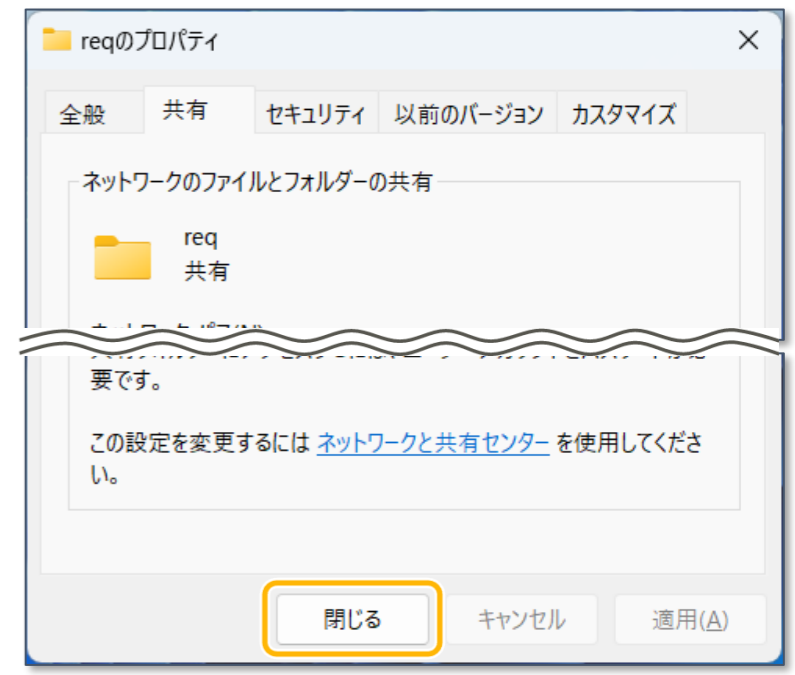 reqのプロパティ
全般 共有 セキュリティ 以前のバージョン カスタマイズ
ネットワークのファイルとフォルダーの共有
req
共有
要です。
この設定を変更するには ネットワークと共有センター を使用してくださ
い。
閉じる キャンセル 適用(A)